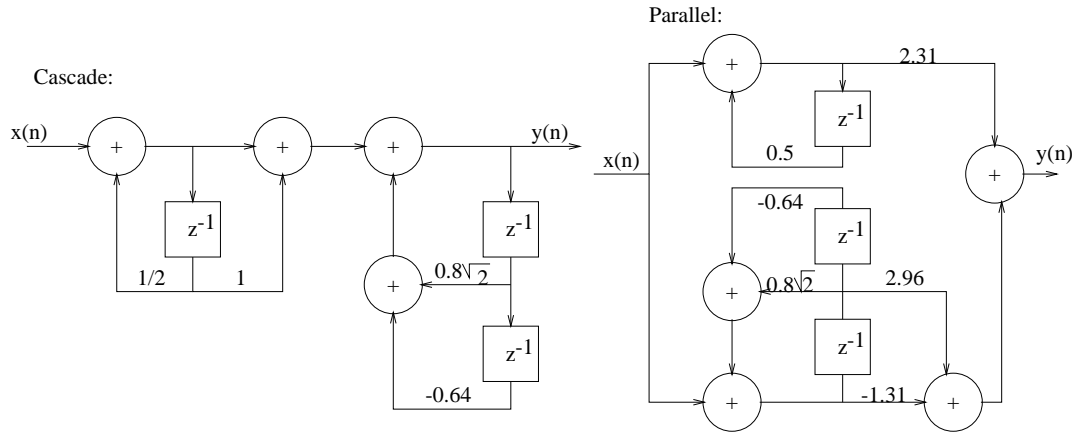 Cascade:
x(n)
+
+
+
y(n)
z-1
z-1
1/2
1
+
0.8√2
z-1
-0.64
Parallel:
+
2.31
z-1
0.5
x(n)
+
y(n)
-0.64
z-1
+
0.8√2
2.96
z-1
+
-1.31
+